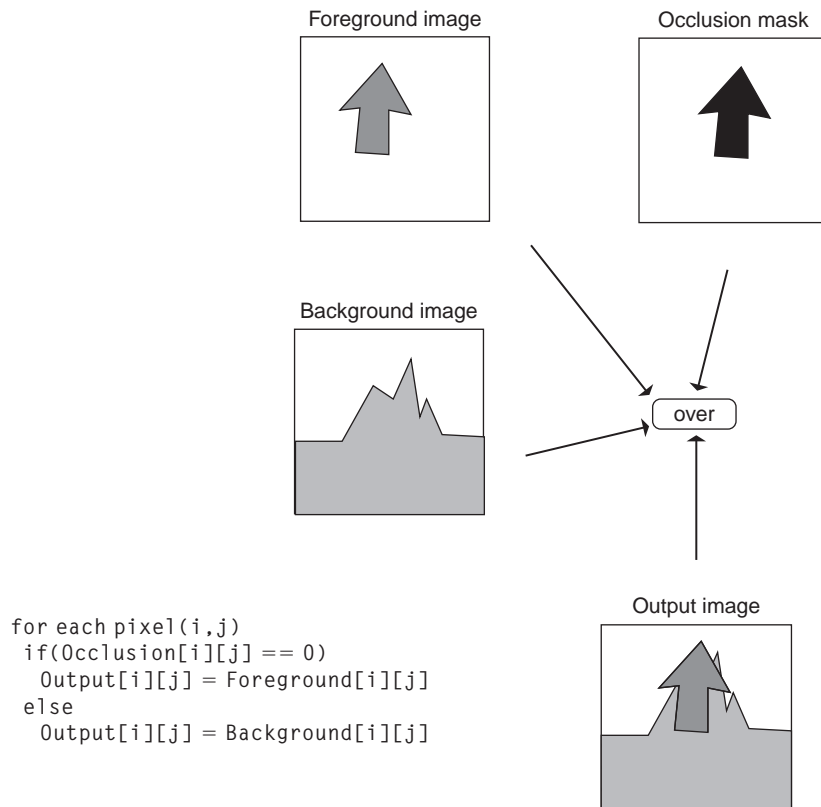 Foreground image
Occlusion mask
Background image
over
Output image
for each pixel(i,j)
if(Occlusion[i][j] == 0)
Output[i][j] = Foreground[i][j]
else
Output[i][j] = Background[i][j]